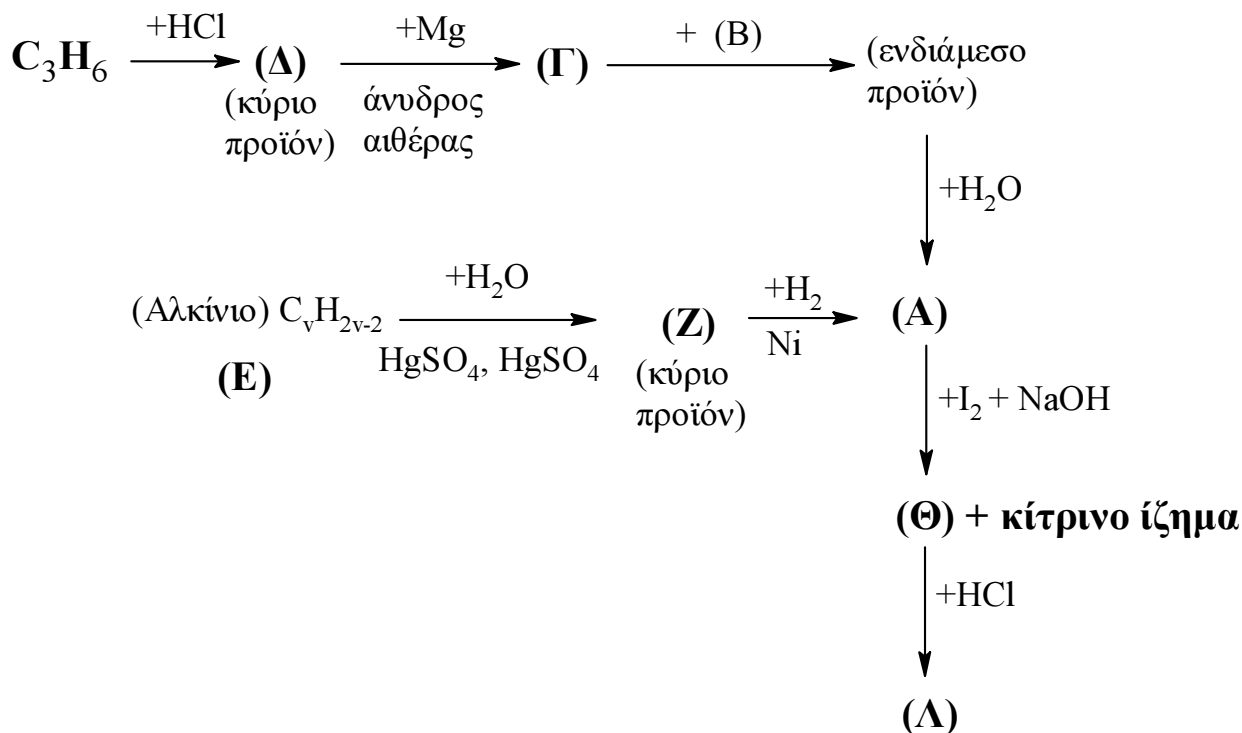 C₃H₆ +HCl (Δ) +Mg (Γ) + (Β) (ενδιάμεσο
(κύριο άνυδρος προϊόν)
προϊόν) αιθέρας
+H₂O
(Αλκίνιο) CᵥH₂ᵥ₋₂ +H₂O (Ζ) +H₂ (Α)
(Ε) HgSO₄, HgSO₄ (κύριο Ni
προϊόν)
+I₂ + NaOH
(Θ) + κίτρινο ίζημα
+HCl
(Λ)